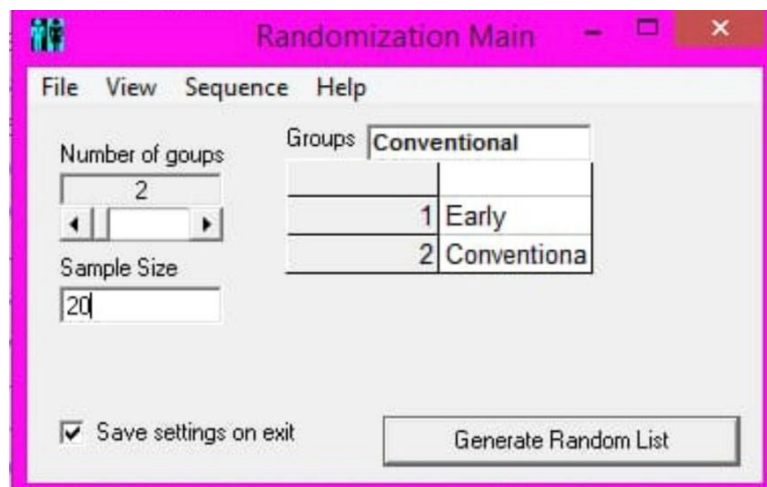 Randomization Main
File View Sequence Help
Number of goups
2
Groups Conventional
1 Early
2 Conventiona
Sample Size
20
Save settings on exit
Generate Random List